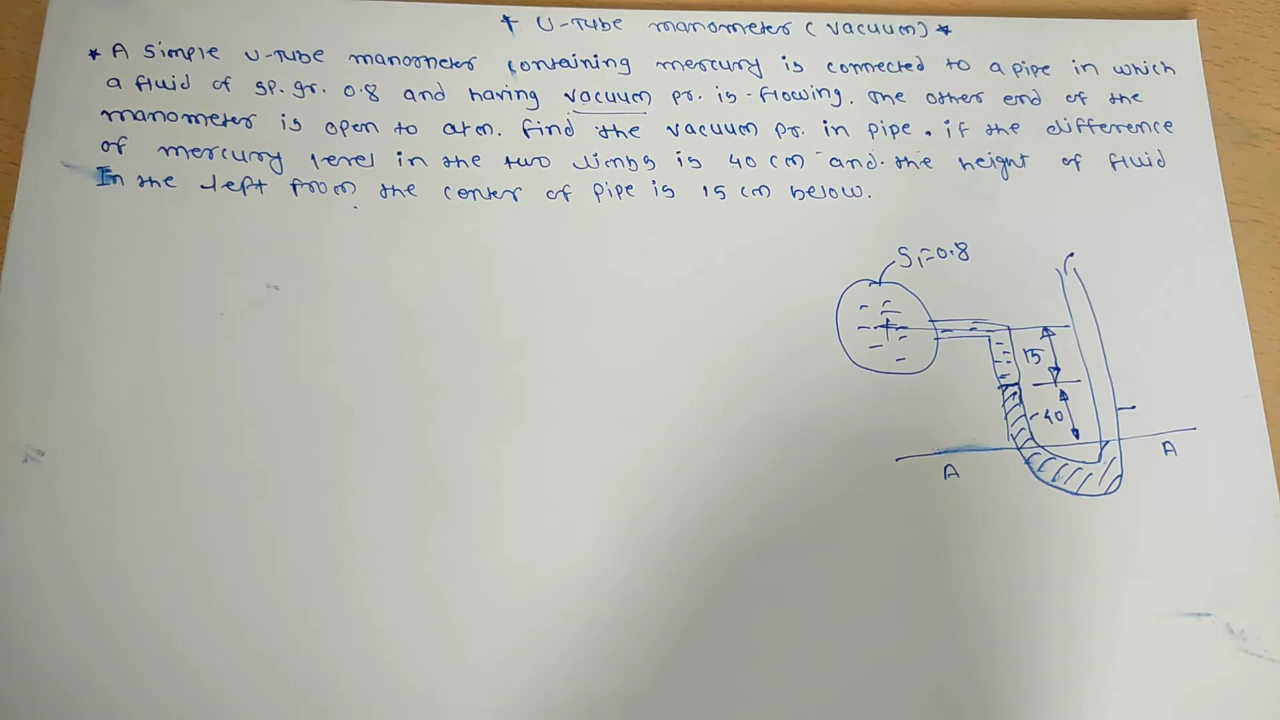 * U-Tube manometer (vacuum) *
* A simple U-Tube manometer containing mercury is connected to a pipe in which
a fluid of sp. gr. 0.8 and having vacuum pr. is flowing. The other end of the
manometer is open to atm. find the vacuum pr. in pipe. if the difference
of mercury level in the two limbs is 40 cm and the height of fluid
In the left from the center of pipe is 15 cm below.
S1=0.8
15
40
A
A